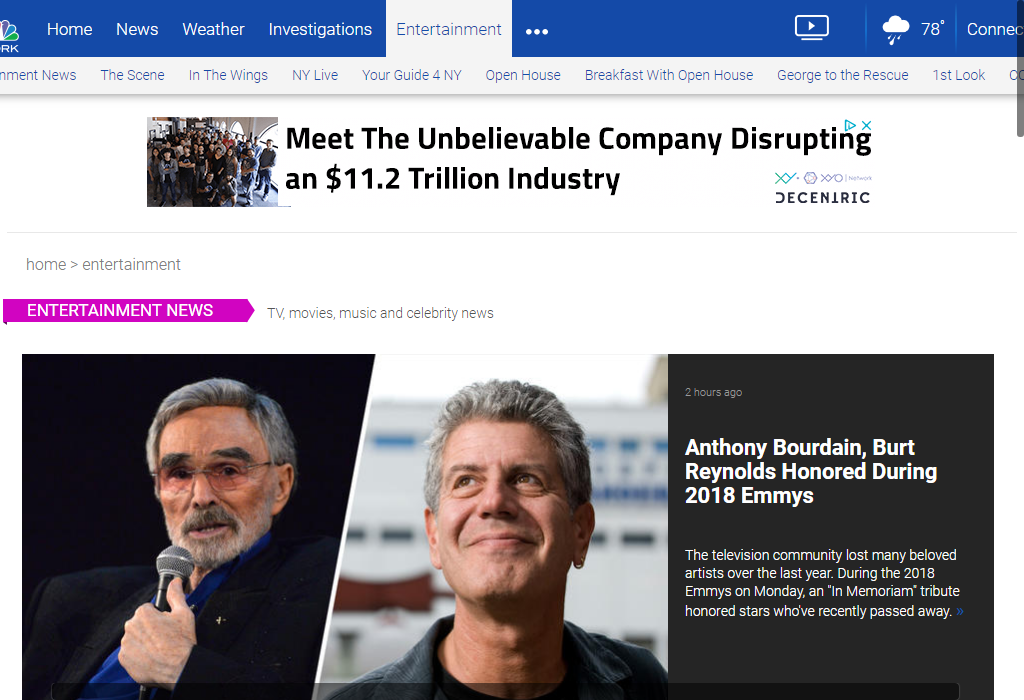 ORK
Home News Weather Investigations Entertainment ••• 78° Connec
nment News The Scene In The Wings NY Live Your Guide 4 NY Open House Breakfast With Open House George to the Rescue 1st Look CO
Meet The Unbelievable Company Disrupting
an $11.2 Trillion Industry
XYO | Network
DECENTRIC
home > entertainment
ENTERTAINMENT NEWS TV, movies, music and celebrity news
2 hours ago
Anthony Bourdain, Burt
Reynolds Honored During
2018 Emmys
The television community lost many beloved
artists over the last year. During the 2018
Emmys on Monday, an "In Memoriam" tribute
honored stars who've recently passed away. »